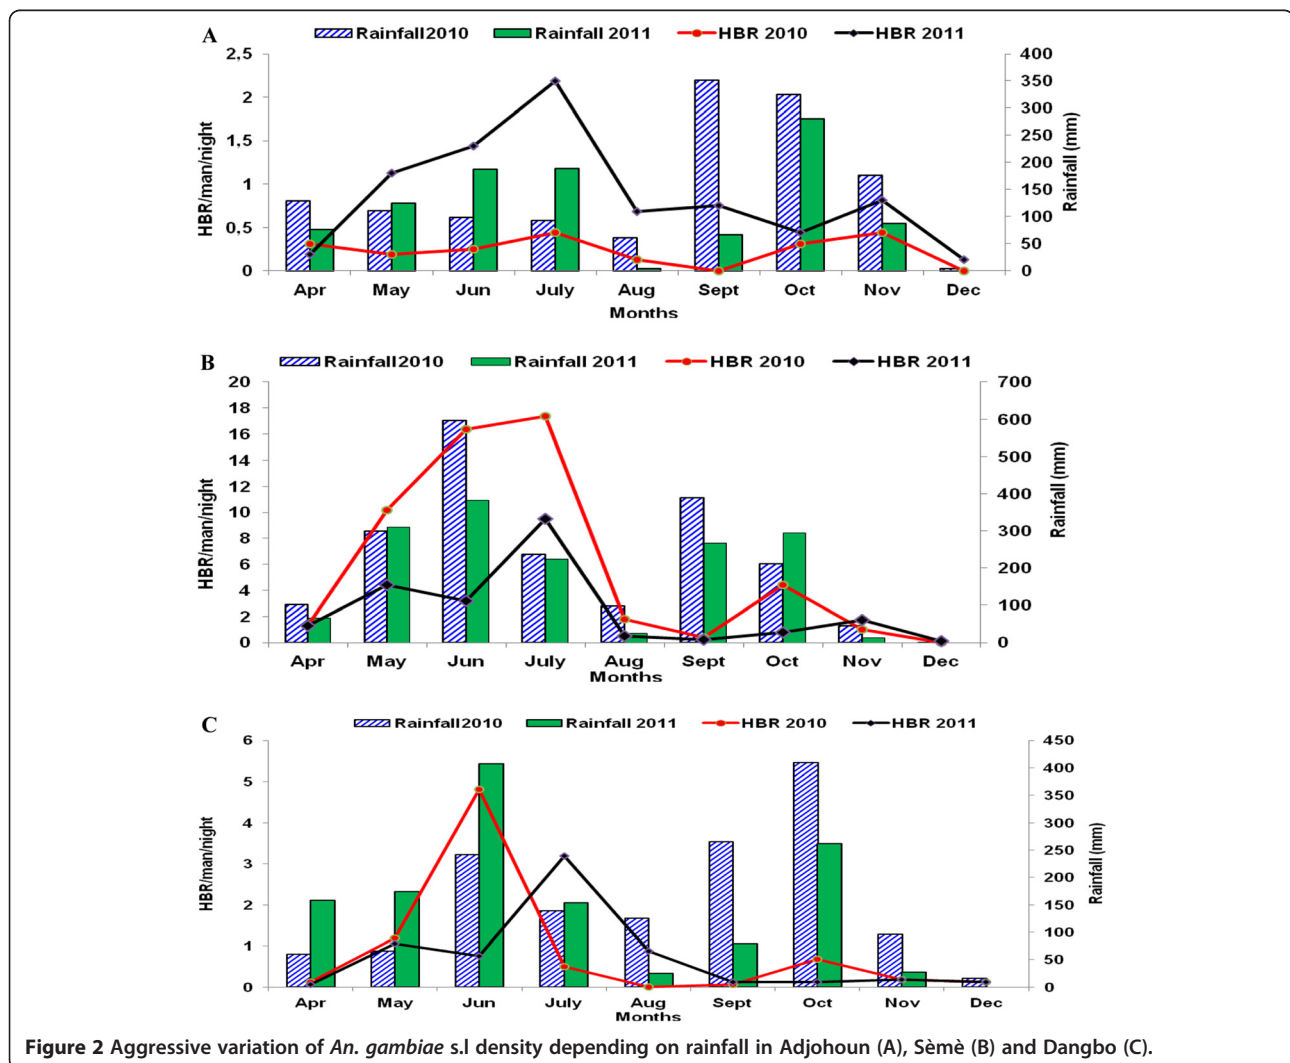 A
Rainfall2010 Rainfall 2011 HBR 2010 HBR 2011
HBR/man/night
2,5
2
1,5
1
0,5
0
400
350
300
250
200
150
100
50
0
Rainfall (mm)
Apr May Jun July Aug Sept Oct Nov Dec
Months
B
Rainfall2010 Rainfall 2011 HBR 2010 HBR 2011
HBR/man/night
20
18
16
14
12
10
8
6
4
2
0
700
600
500
400
300
200
100
0
Rainfall (mm)
Apr May Jun July Aug Sept Oct Nov Dec
Months
C
Rainfall2010 Rainfall 2011 HBR 2010 HBR 2011
HBR/man/night
6
5
4
3
2
1
0
450
400
350
300
250
200
150
100
50
0
Rainfall (mm)
Apr May Jun July Aug Sept Oct Nov Dec
Months
Figure 2 Aggressive variation of An. gambiae s.l density depending on rainfall in Adjohoun (A), Sèmè (B) and Dangbo (C).